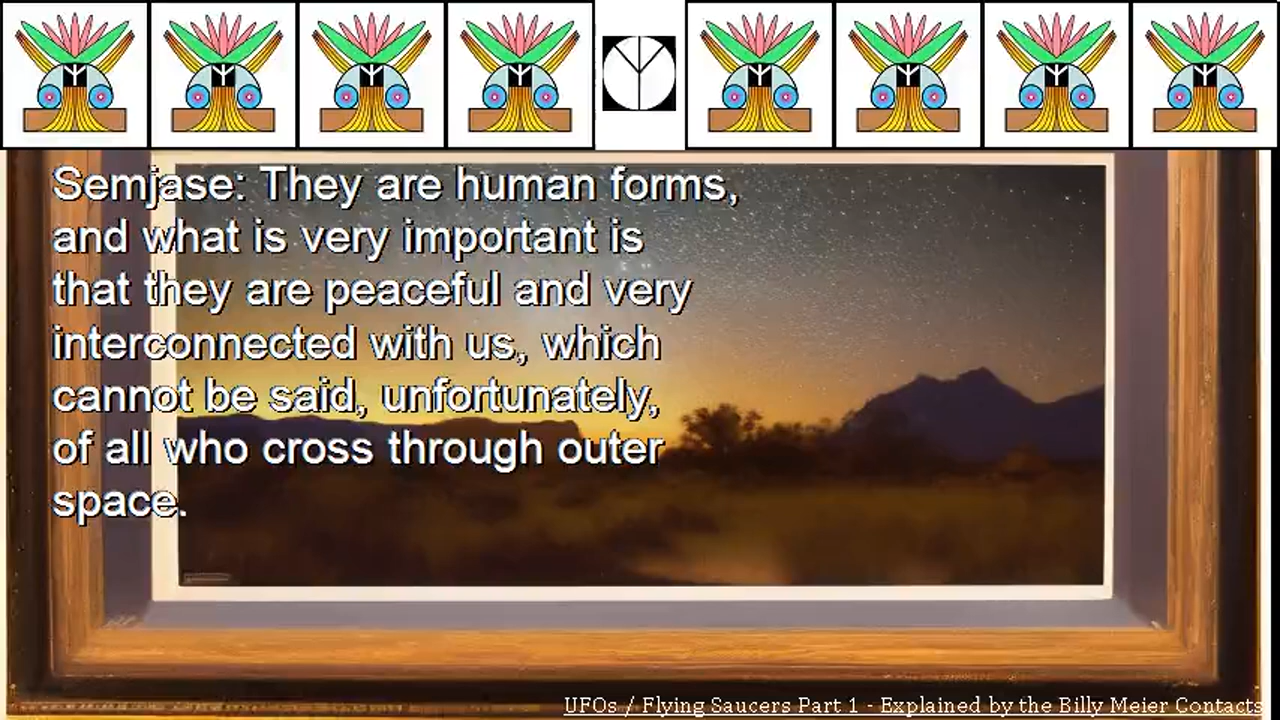 Semjase: They are human forms,
and what is very important is
that they are peaceful and very
interconnected with us, which
cannot be said, unfortunately,
of all who cross through outer
space.
UFOs / Flying Saucers Part 1 - Explained by the Billy Meier Contacts